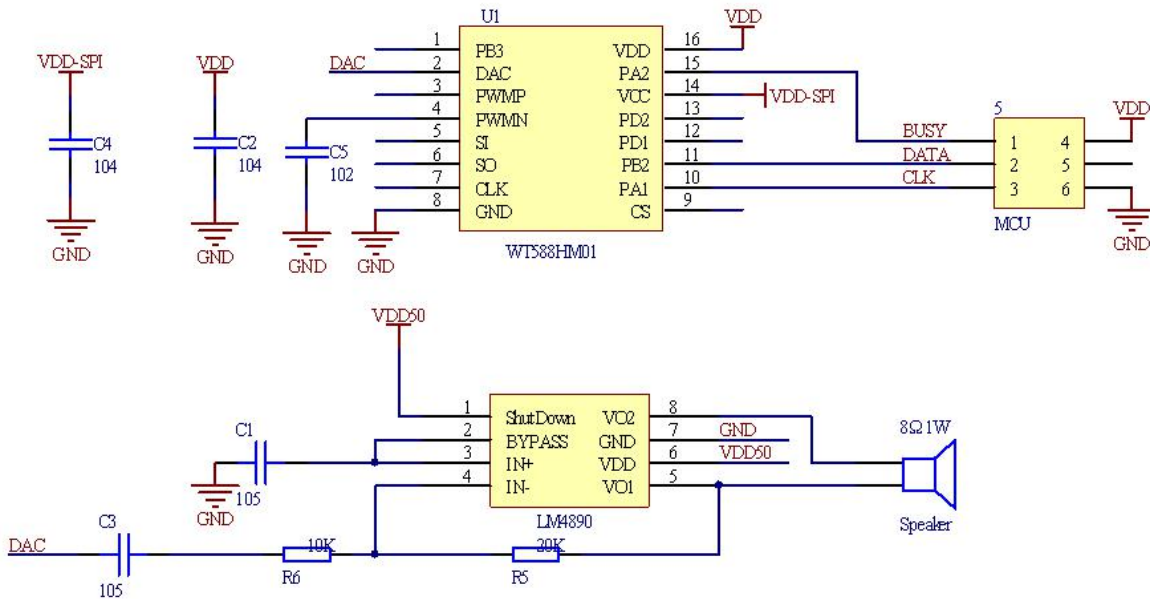 U1
VDD-SPI
C4
104
GND
VDD
C2
104
GND
DAC
C5
102
GND
GND
1 PB3 VDD 16 VDD
2 DAC PA2 15
3 PWMP VCC 14 VDD-SPI
4 PWMN PD2 13
5 SI PD1 12
6 SO PB2 11
7 CLK PA1 10
8 GND CS 9
WT588HM01
BUSY
DATA
CLK
5
1 4
2 5
3 6
MCU
VDD
GND
VDD50
1 ShutDown VO2 8
2 BYPASS GND 7 GND
3 IN+ VDD 6 VDD50
4 IN- VO1 5
LM4890
C1
105
GND
8Ω 1W
Speaker
DAC
C3
105
10K
R6
20K
R5